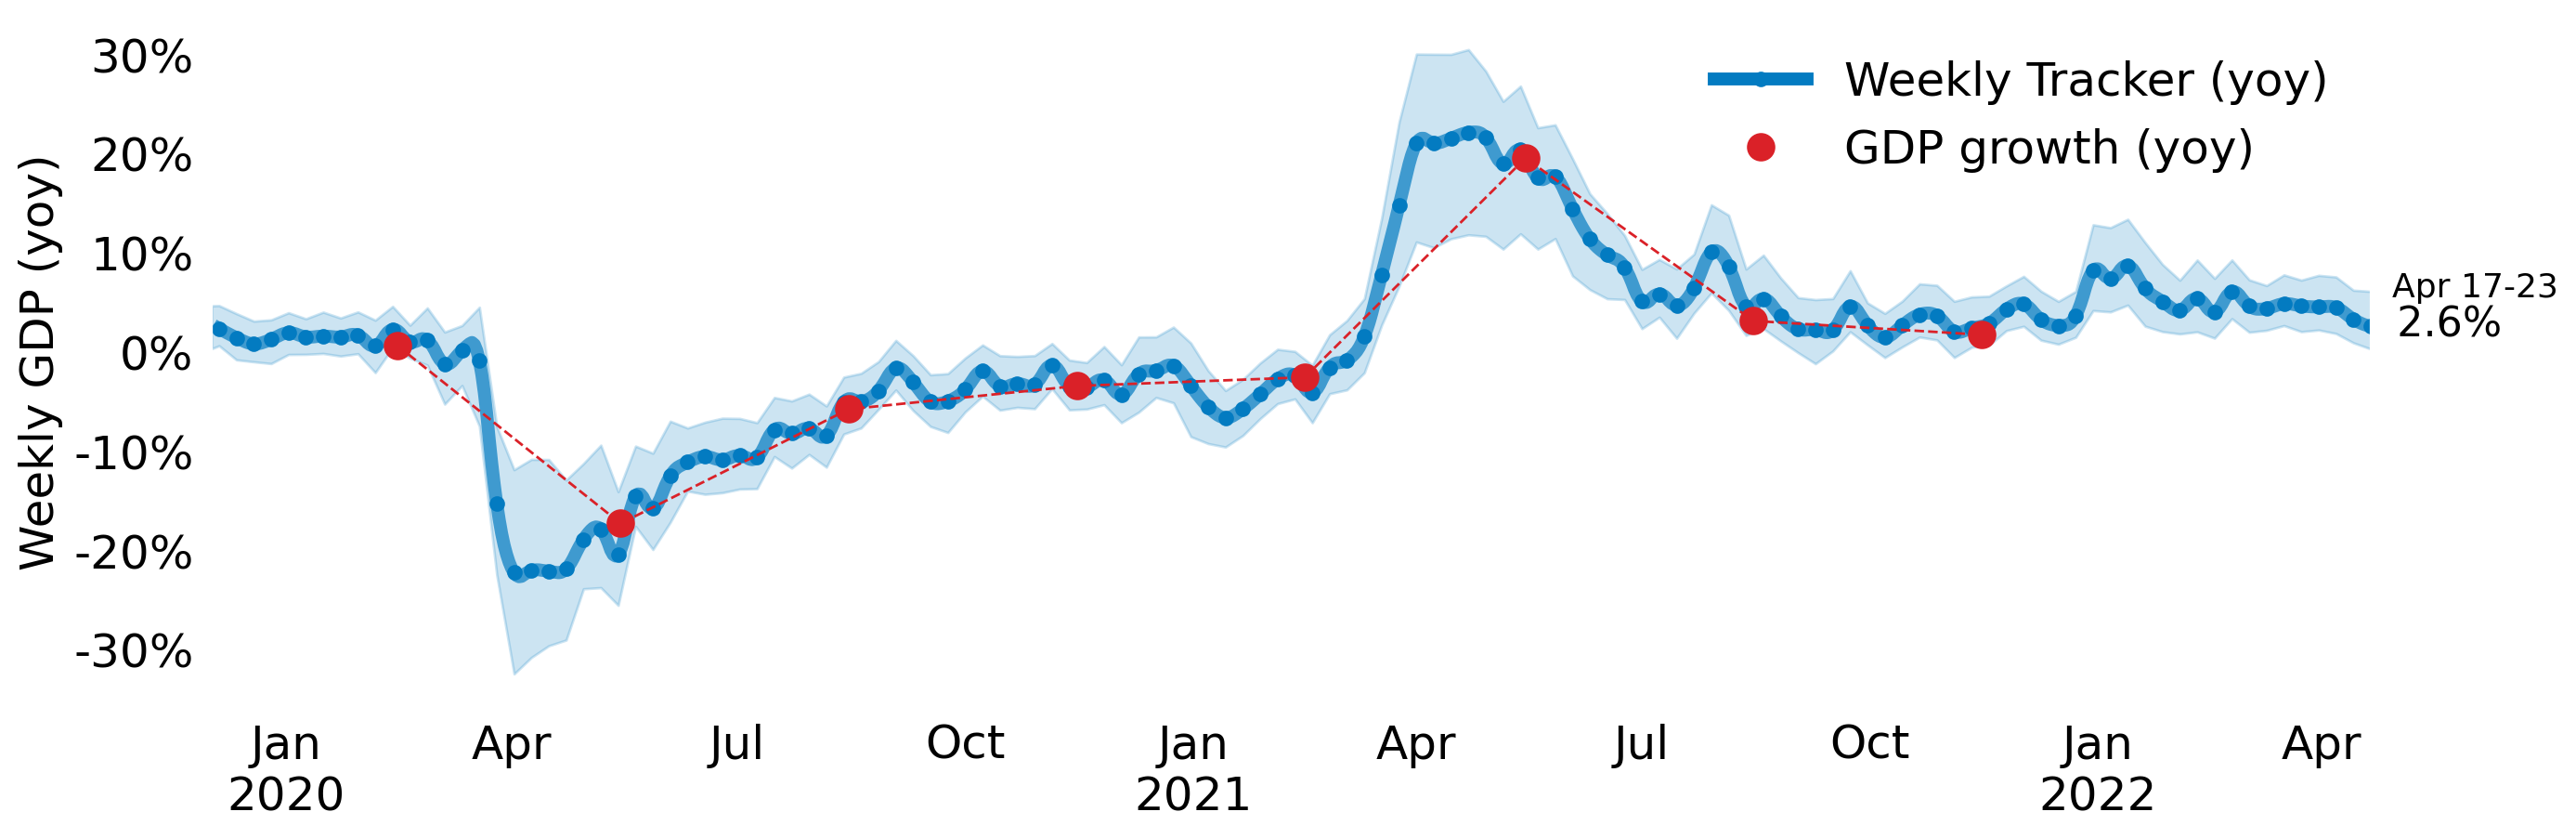 Weekly GDP (yoy)
30%
20%
10%
0%
-10%
-20%
-30%
Weekly Tracker (yoy)
GDP growth (yoy)
Apr 17-23
2.6%
Jan Apr Jul Oct Jan Apr Jul Oct Jan Apr
2020 2021 2022